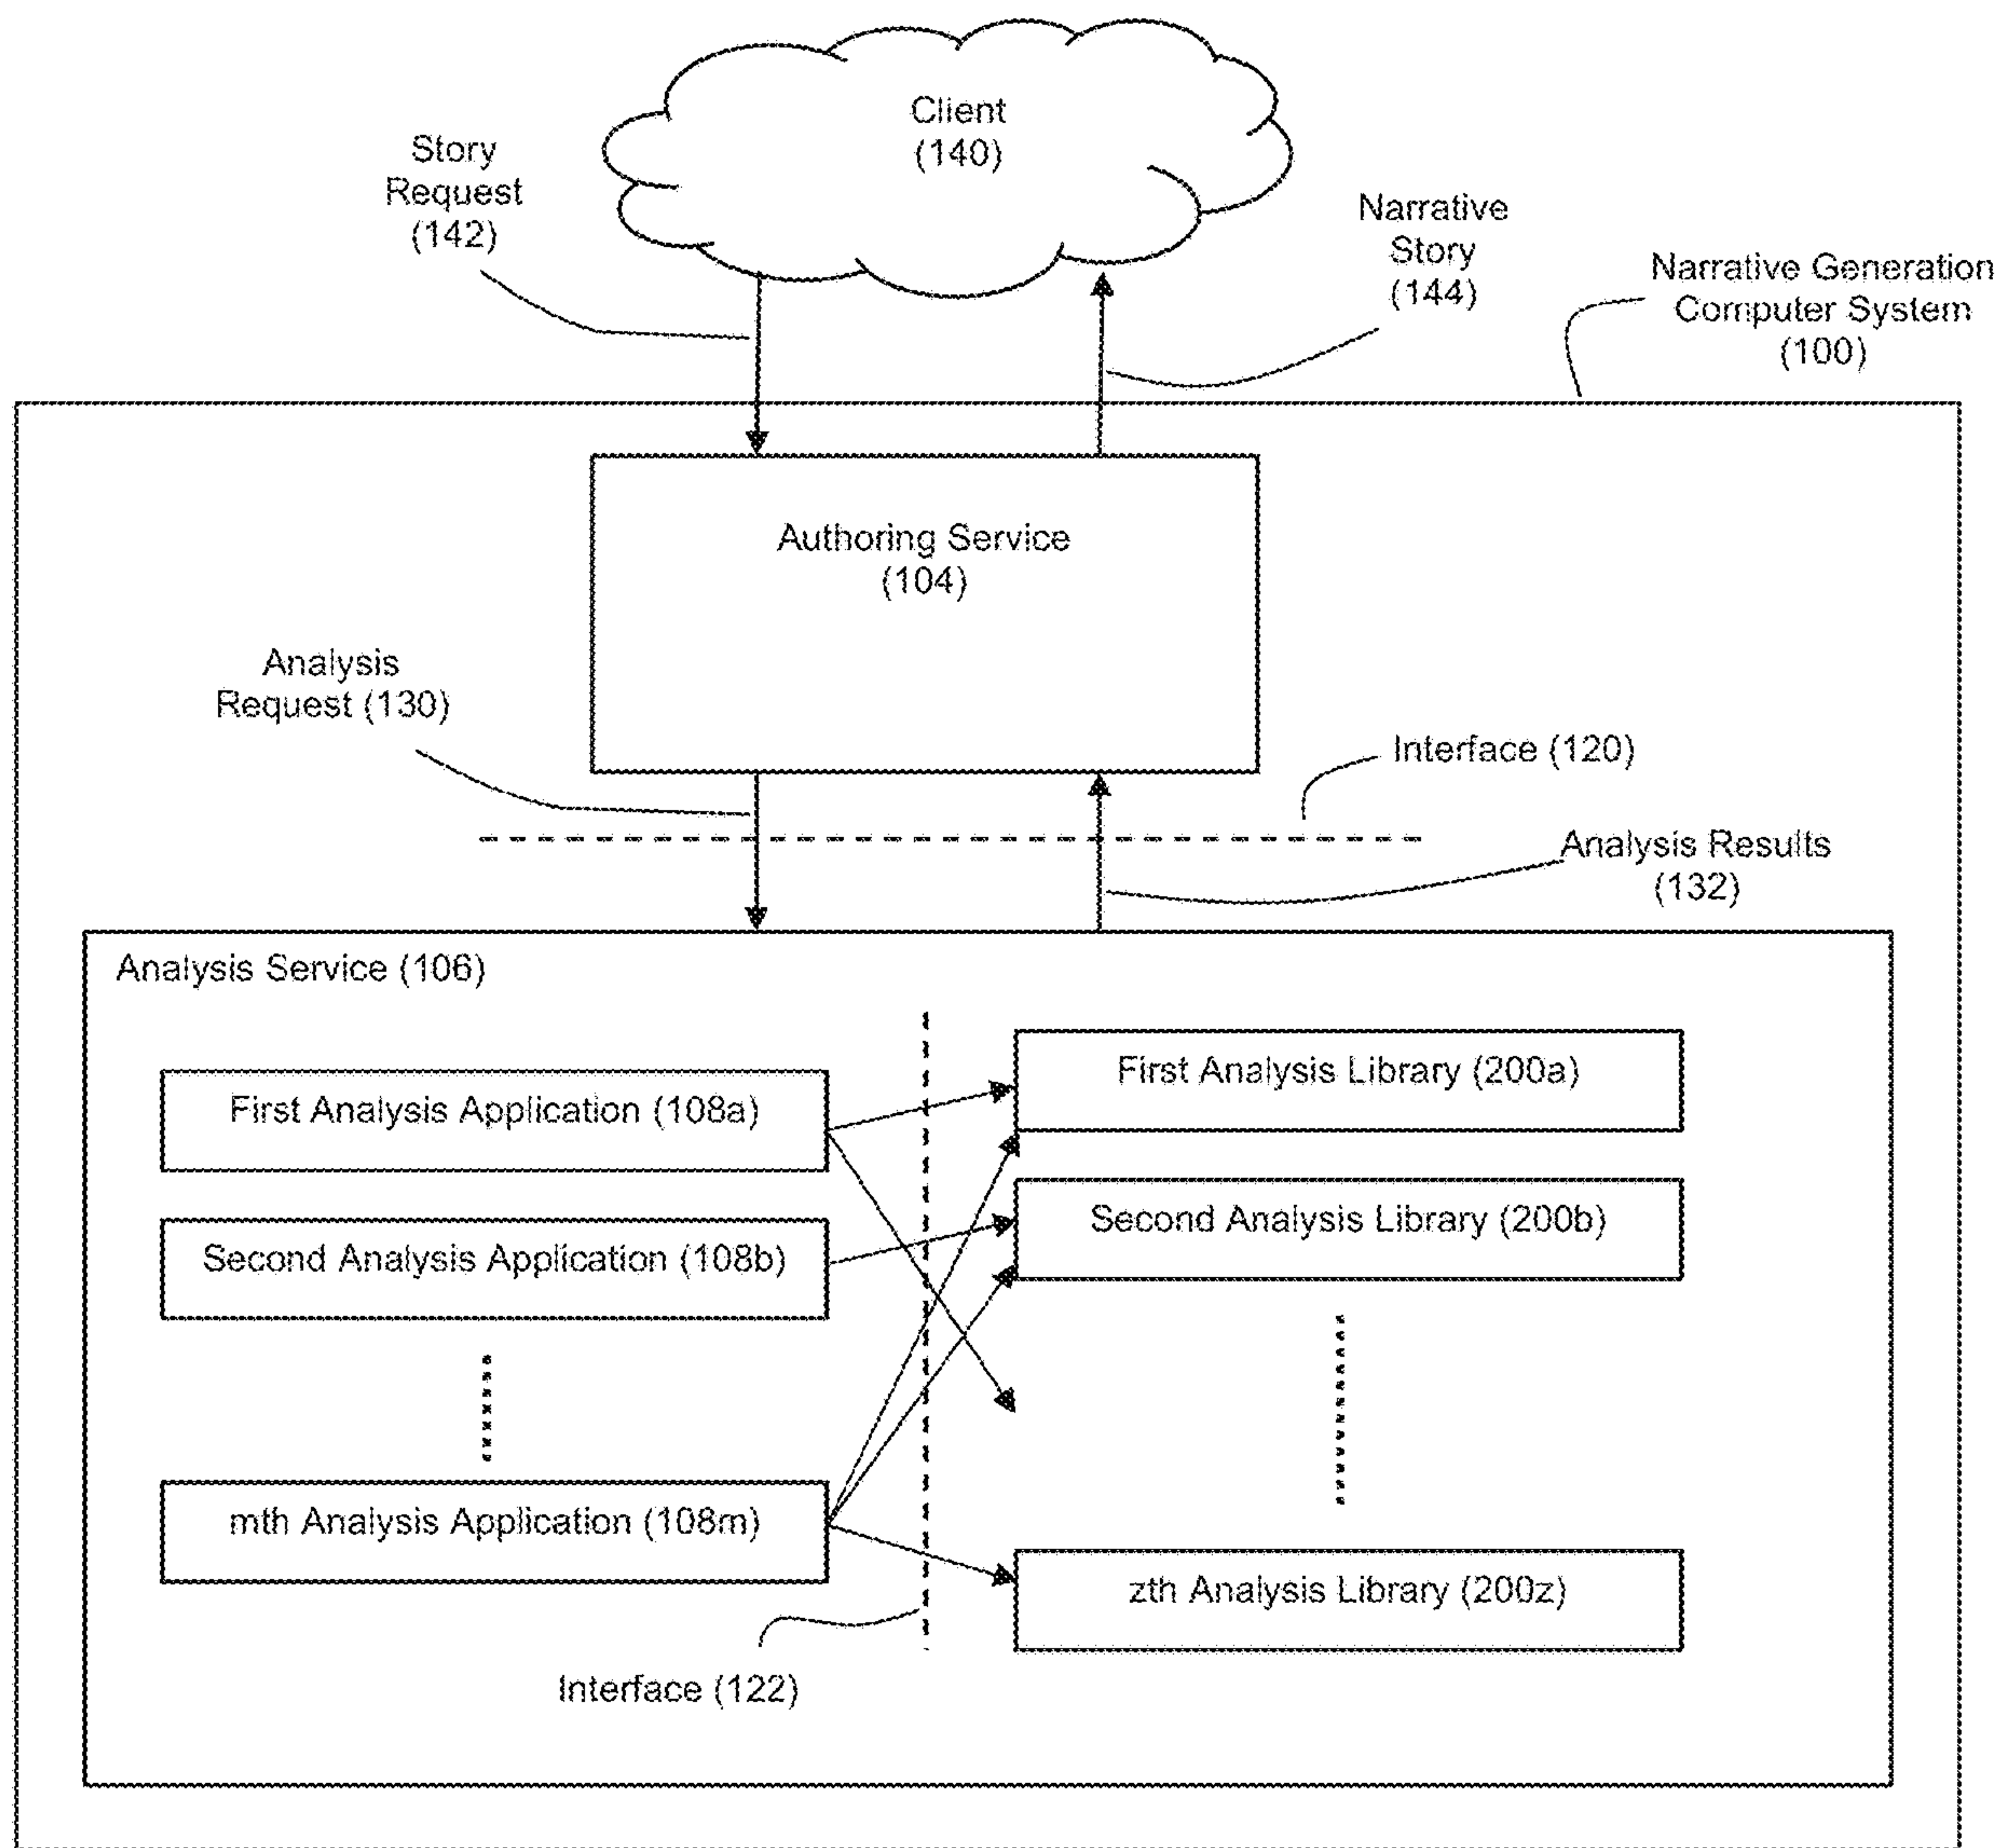 Client
(140)
Story
Request
(142)
Narrative
Story
(144)
Narrative Generation
Computer System
(100)
Authoring Service
(104)
Analysis
Request (130)
Interface (120)
Analysis Results
(132)
Analysis Service (106)
First Analysis Application (108a)
First Analysis Library (200a)
Second Analysis Application (108b)
Second Analysis Library (200b)
mth Analysis Application (108m)
zth Analysis Library (200z)
Interface (122)